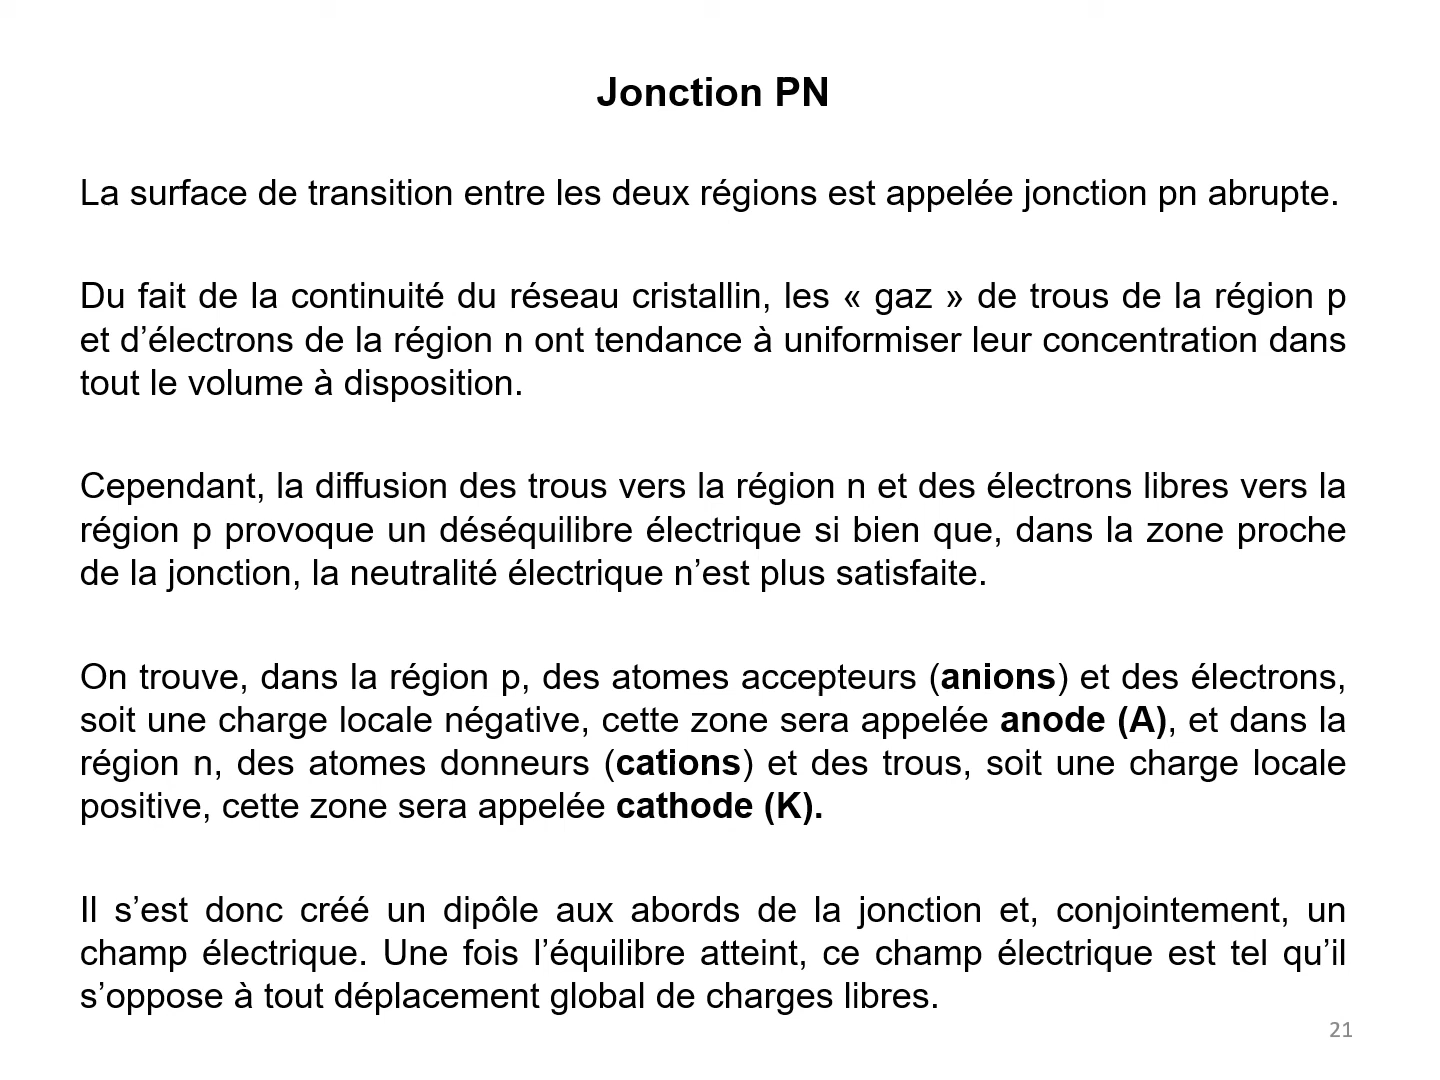 Jonction PN
La surface de transition entre les deux régions est appelée jonction pn abrupte.
Du fait de la continuité du réseau cristallin, les « gaz » de trous de la région p
et d’électrons de la région n ont tendance à uniformiser leur concentration dans
tout le volume à disposition.
Cependant, la diffusion des trous vers la région n et des électrons libres vers la
région p provoque un déséquilibre électrique si bien que, dans la zone proche
de la jonction, la neutralité électrique n’est plus satisfaite.
On trouve, dans la région p, des atomes accepteurs (anions) et des électrons,
soit une charge locale négative, cette zone sera appelée anode (A), et dans la
région n, des atomes donneurs (cations) et des trous, soit une charge locale
positive, cette zone sera appelée cathode (K).
Il s’est donc créé un dipôle aux abords de la jonction et, conjointement, un
champ électrique. Une fois l’équilibre atteint, ce champ électrique est tel qu’il
s’oppose à tout déplacement global de charges libres.
21